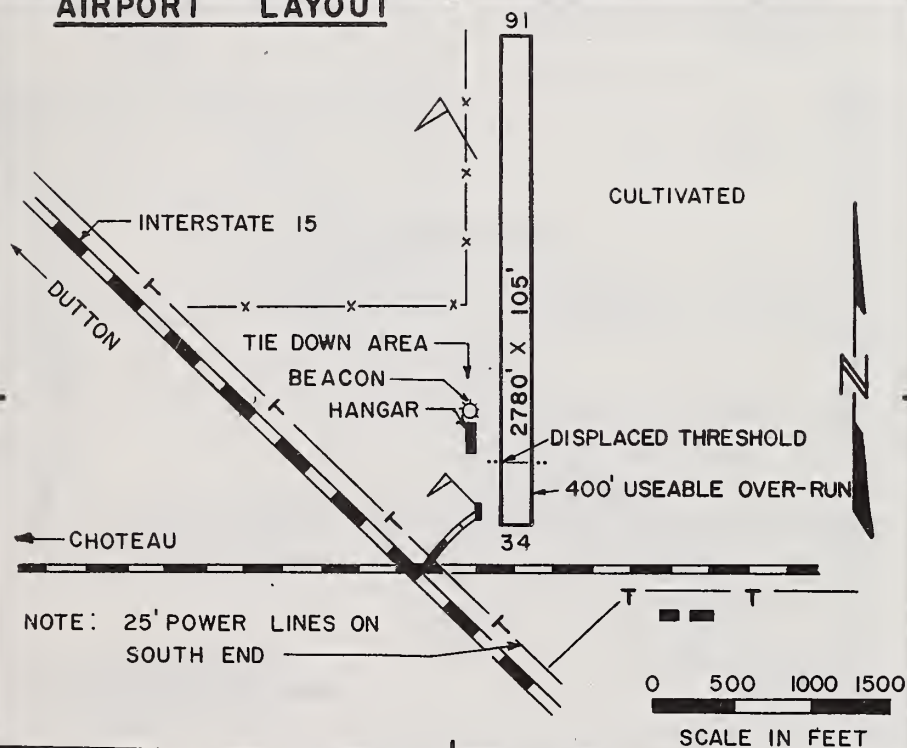 AIRPORT LAYOUT
91
CULTIVATED
INTERSTATE 15
DUTTON
2780' X 105'
TIE DOWN AREA
BEACON
HANGAR
N
DISPLACED THRESHOLD
400' USEABLE OVER-RUN
CHOTEAU
34
NOTE: 25' POWER LINES ON
SOUTH END
0 500 1000 1500
SCALE IN FEET